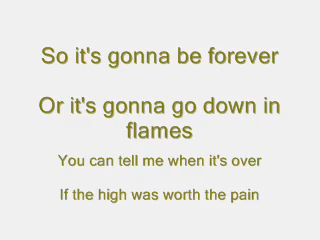 So it's gonna be forever
Or it's gonna go down in
flames
You can tell me when it's over
If the high was worth the pain